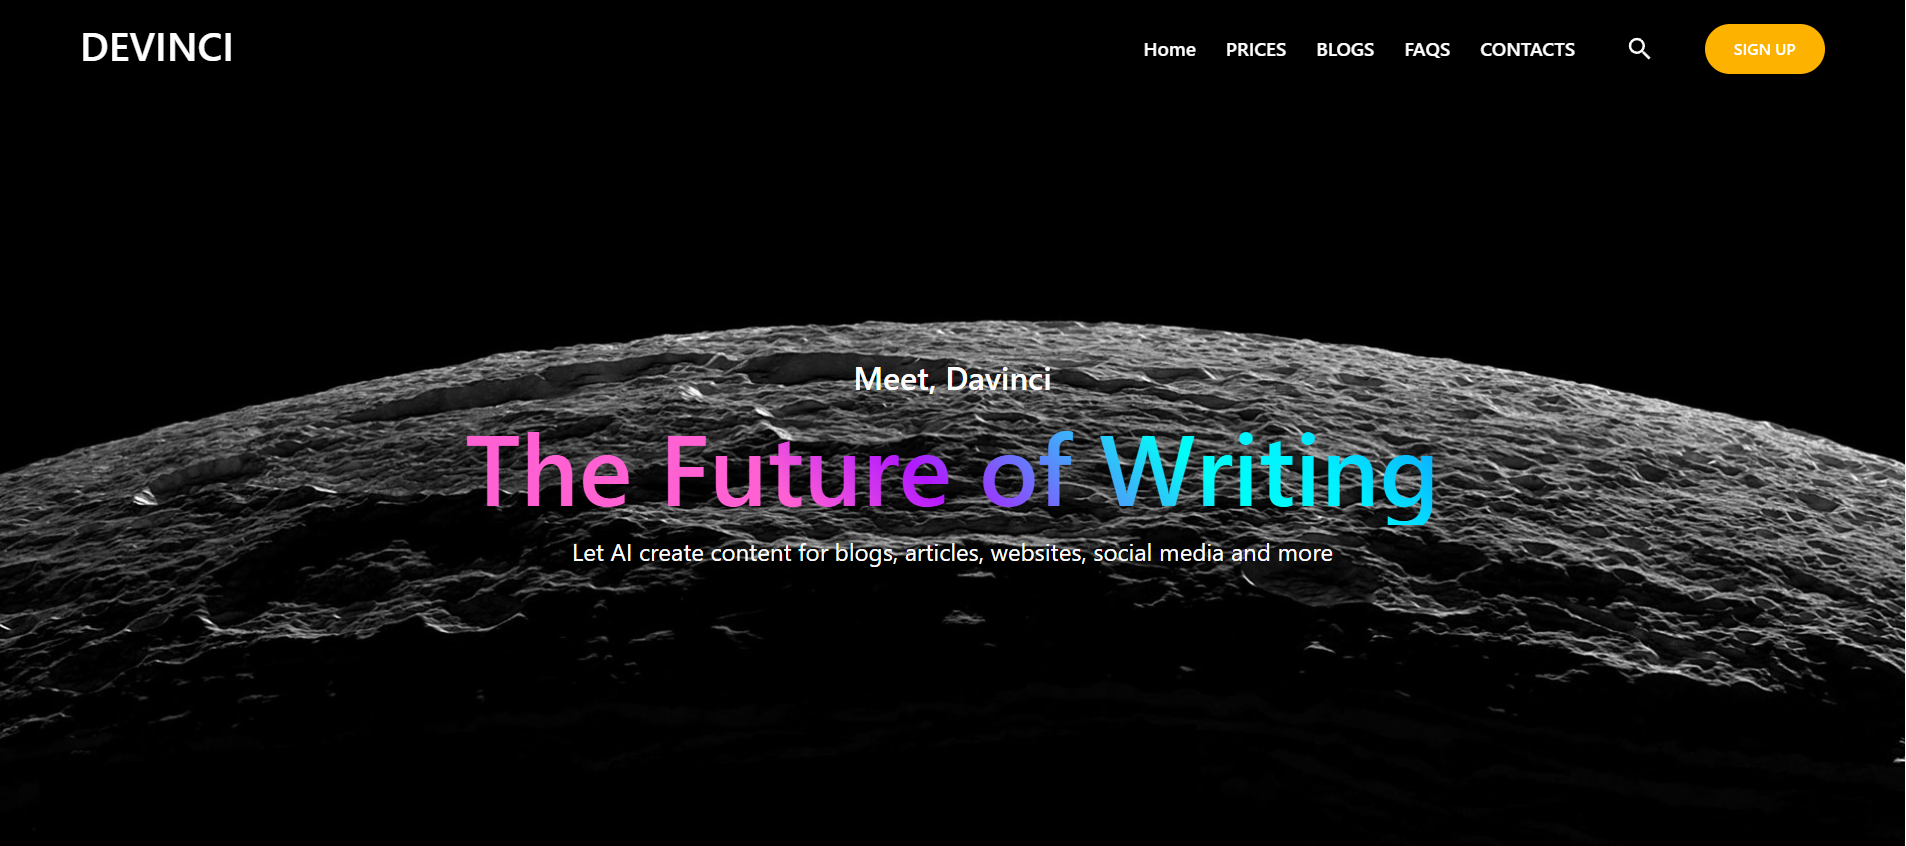 DEVINCI
Home PRICES BLOGS FAQS CONTACTS SIGN UP
Meet, Davinci
The Future of Writing
Let AI create content for blogs, articles, websites, social media and more